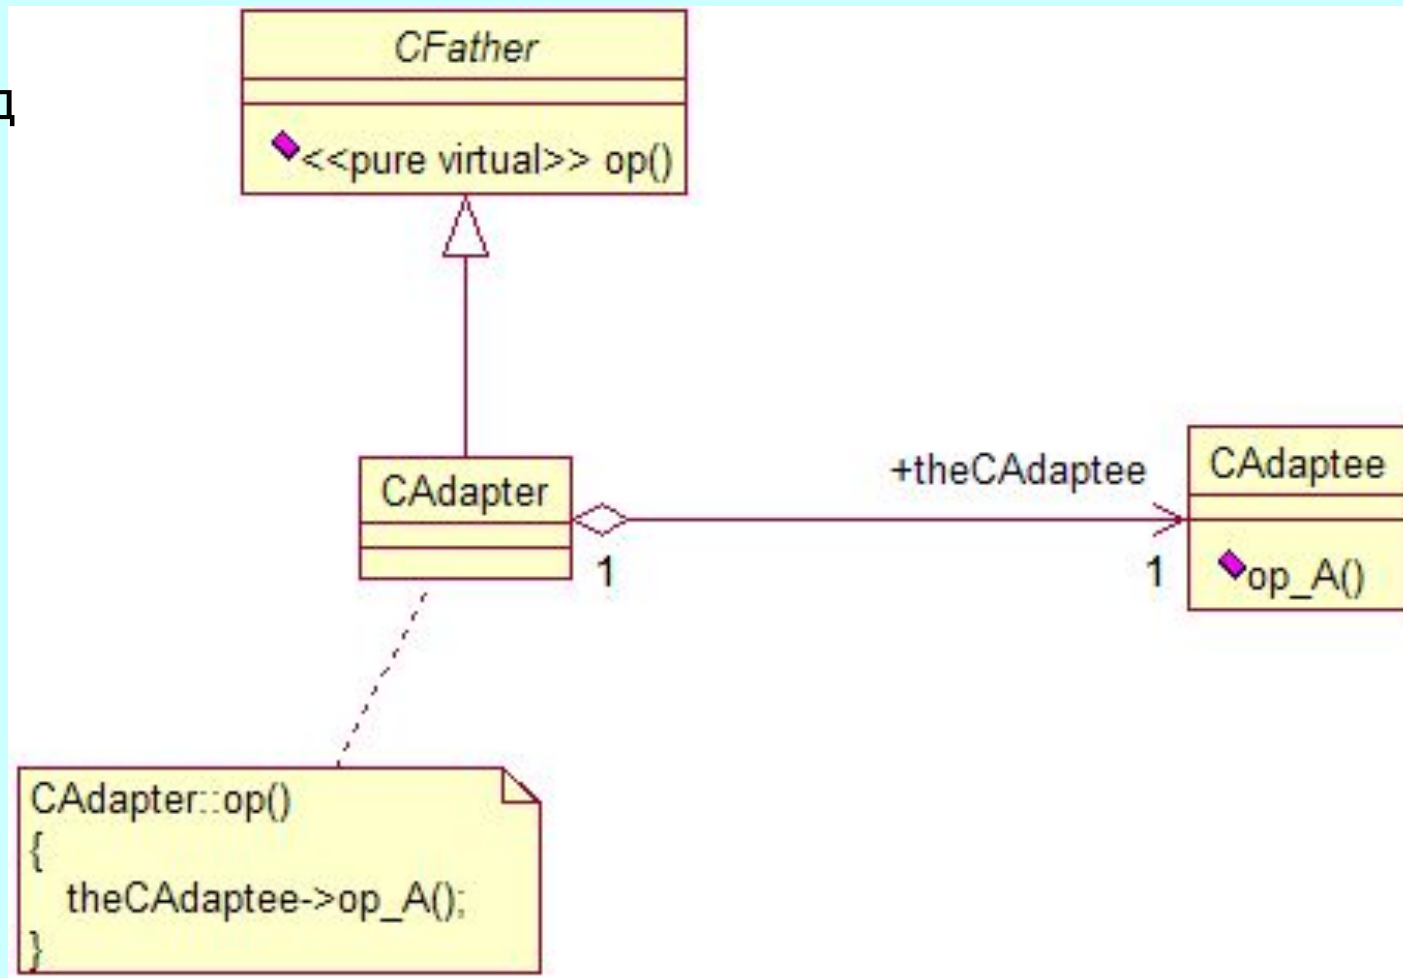 CFather
д
<<pure virtual>> op()
CAdapter
+theCAdaptee
CAdaptee
1
1
op_A()
CAdapter::op()
{
theCAdaptee->op_A();
}